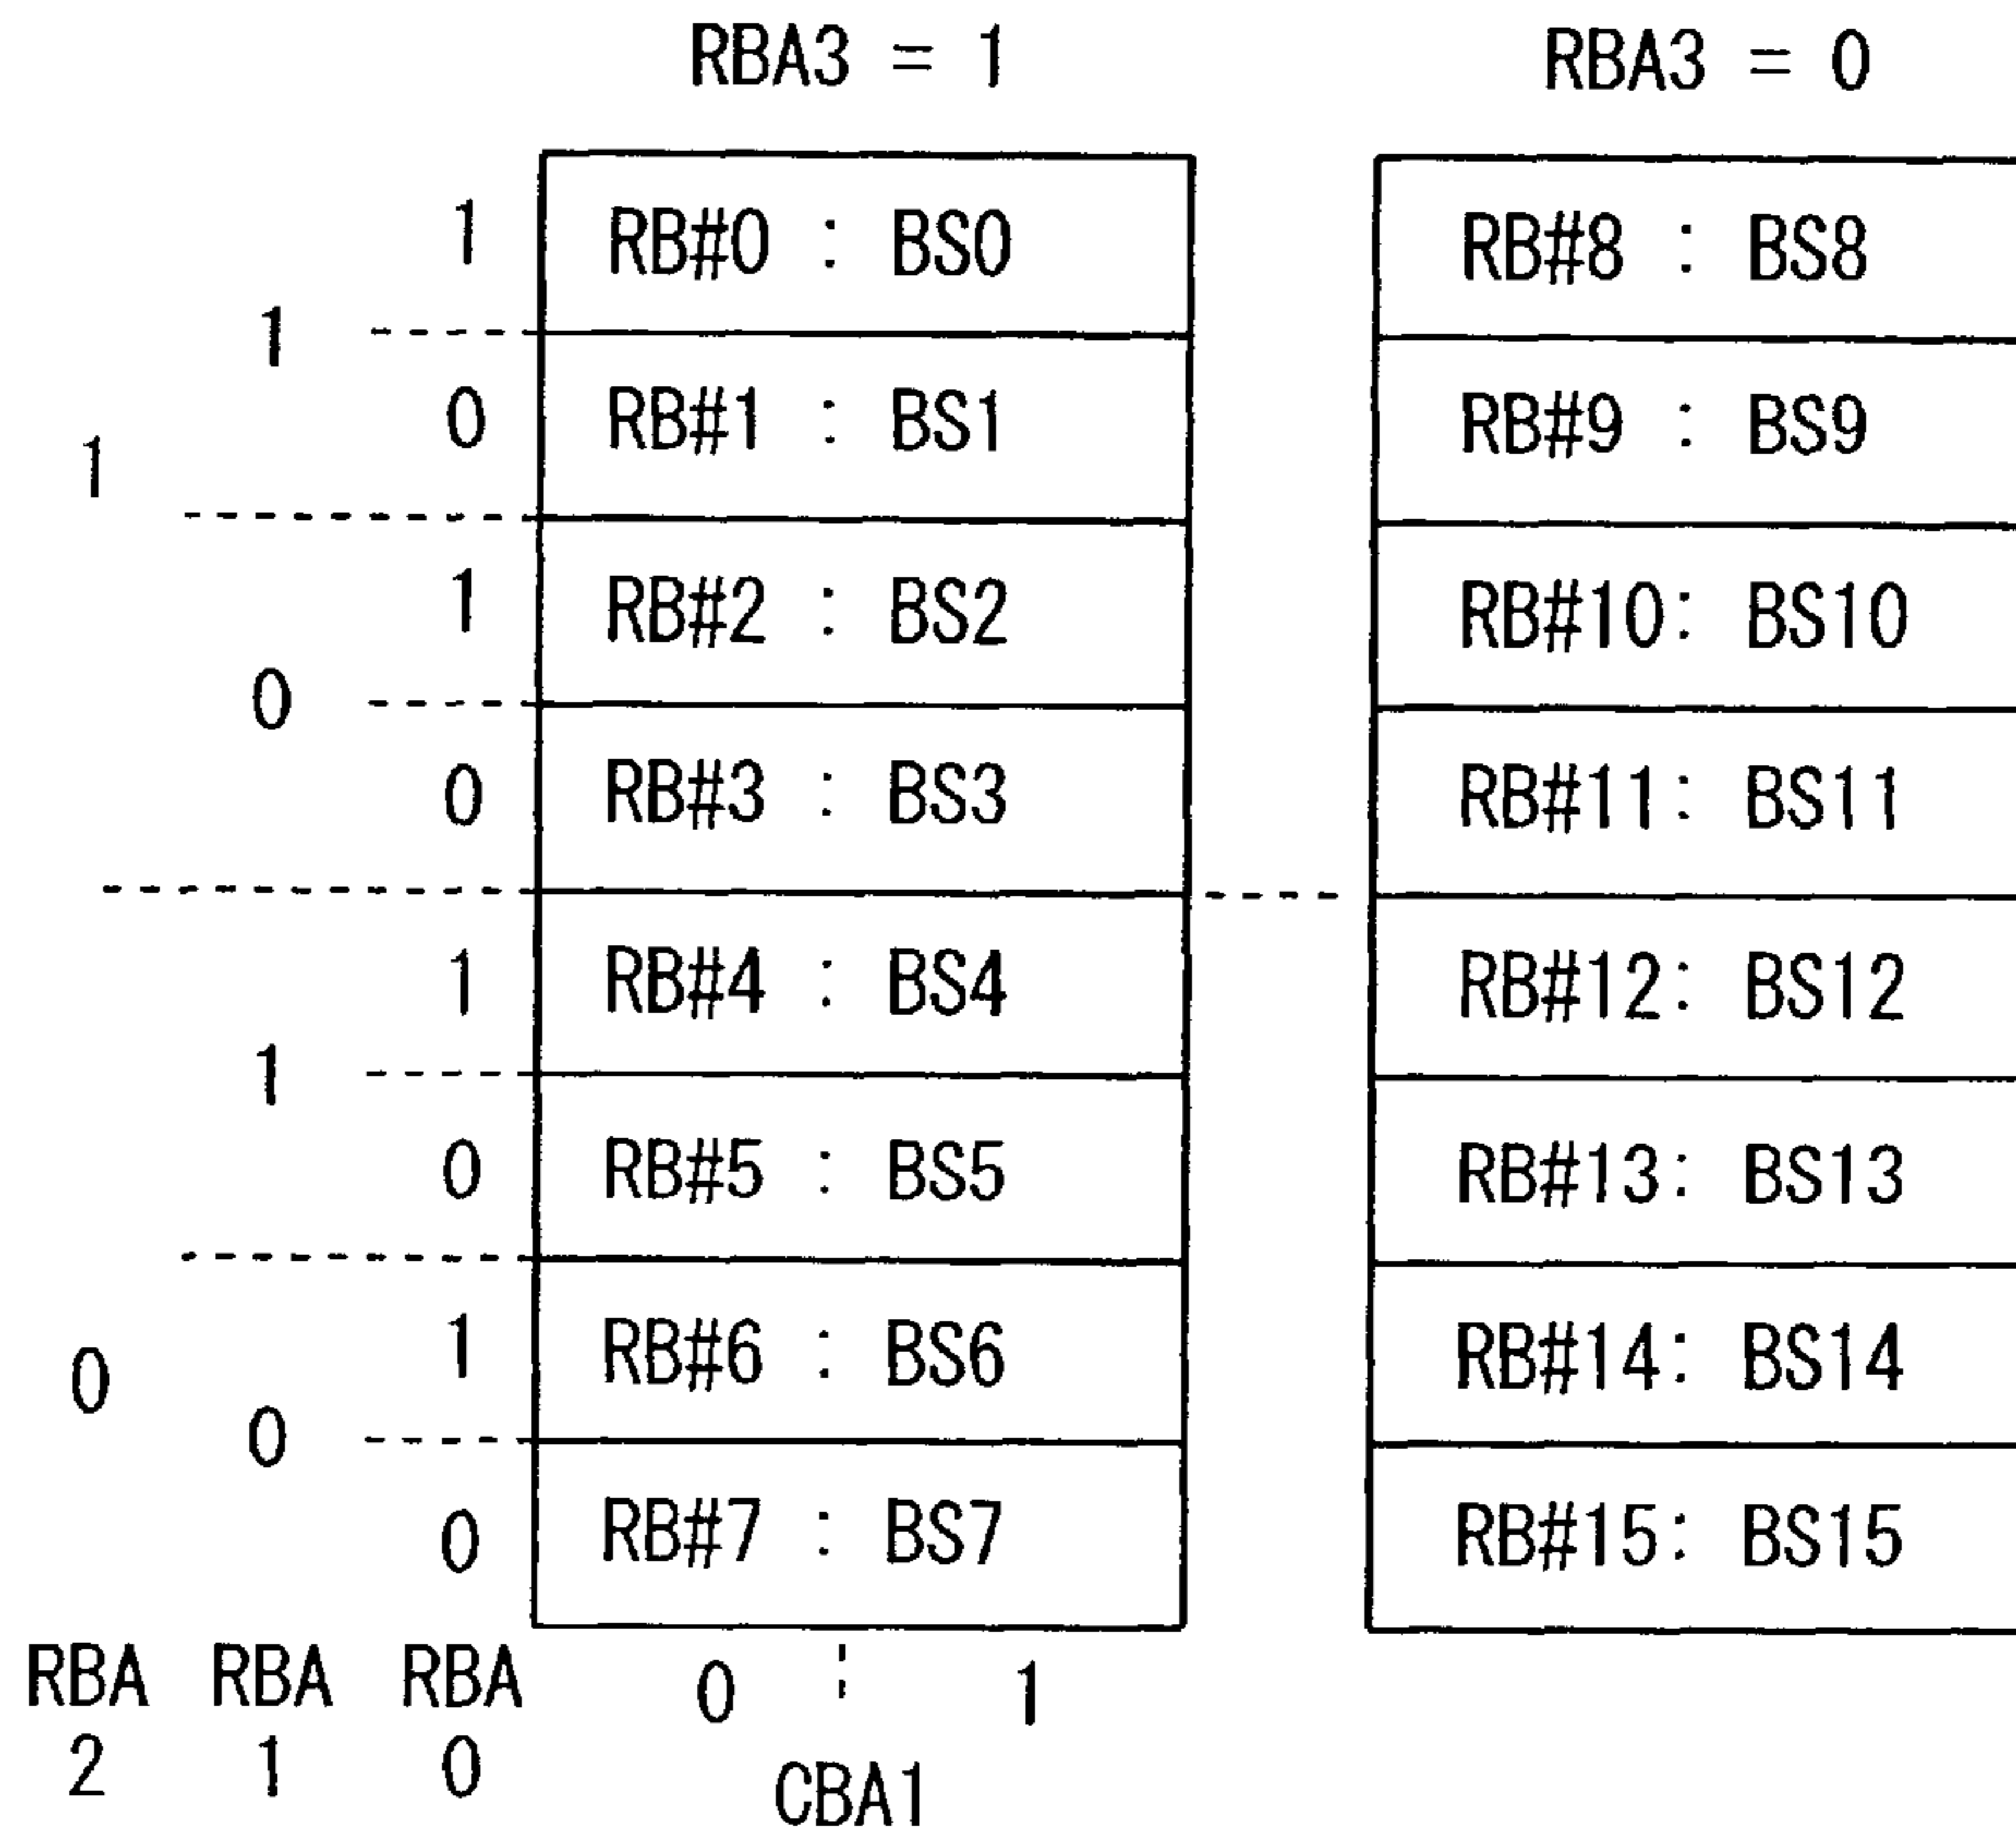 RBA3 = 1 RBA3 = 0
1 RB#0 : BS0 RB#8 : BS8
1
0 RB#1 : BS1 RB#9 : BS9
1
1 RB#2 : BS2 RB#10: BS10
0
0 RB#3 : BS3 RB#11: BS11
1 RB#4 : BS4 RB#12: BS12
1
0 RB#5 : BS5 RB#13: BS13
1 RB#6 : BS6 RB#14: BS14
0
0
0 RB#7 : BS7 RB#15: BS15
RBA RBA RBA 0 1
2 1 0 CBA1